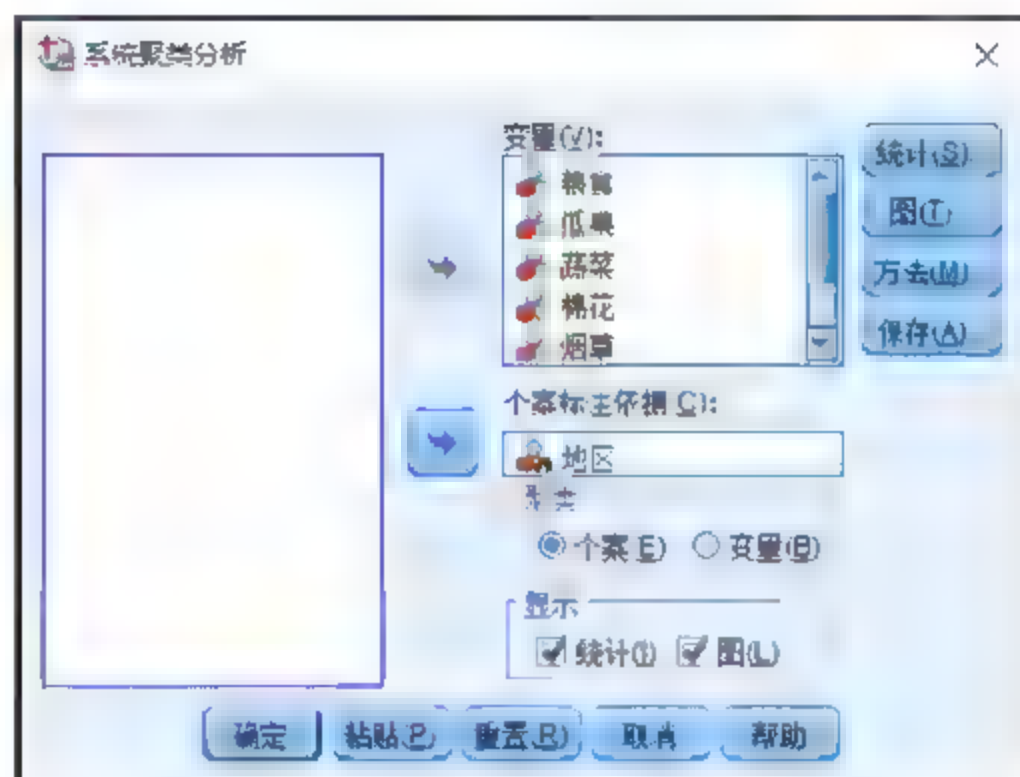 系统聚类分析
变量(V):
瓜果
蔬菜
棉花
烟草
个案标注依据(C):
地区
聚类
个案(E) 变量(B)
显示
统计(I) 图(L)
统计(S)
图(T)
方法(M)
保存(A)
确定 粘贴(P) 重置(R) 取消 帮助